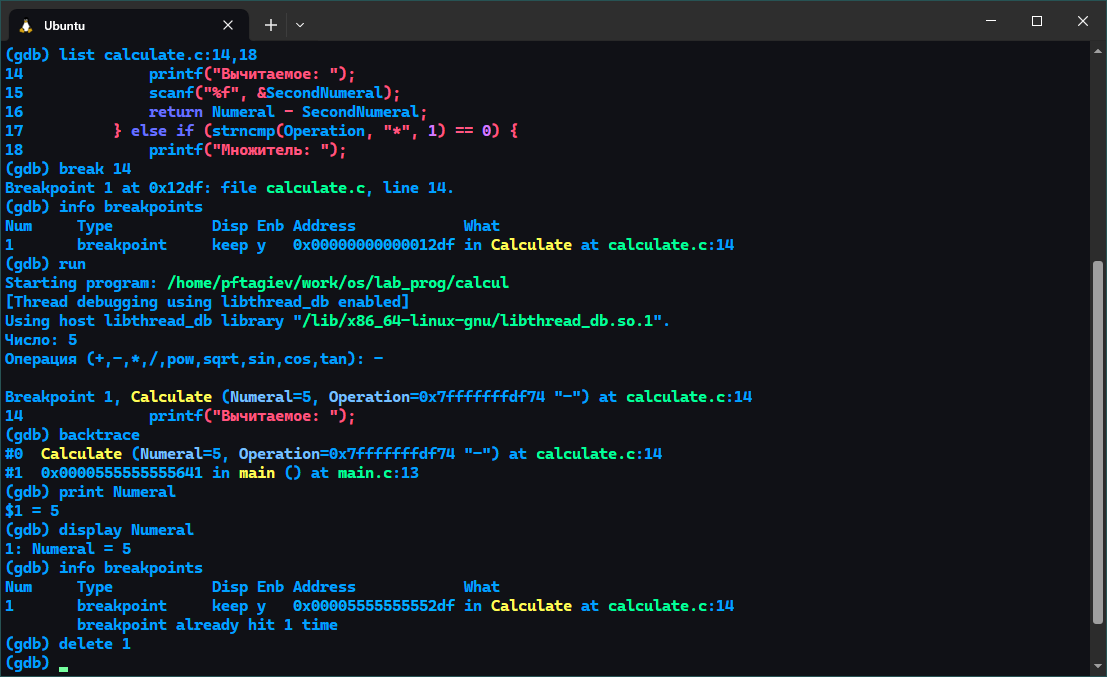 Ubuntu
(gdb) list calculate.c:14,18
14              printf("Вычитаемое: ");
15              scanf("%f", &SecondNumeral);
16              return Numeral - SecondNumeral;
17          } else if (strncmp(Operation, "*", 1) == 0) {
18              printf("Множитель: ");
(gdb) break 14
Breakpoint 1 at 0x12df: file calculate.c, line 14.
(gdb) info breakpoints
Num     Type           Disp Enb Address            What
1       breakpoint     keep y   0x00000000000012df in Calculate at calculate.c:14
(gdb) run
Starting program: /home/pftagiev/work/os/lab_prog/calcul
[Thread debugging using libthread_db enabled]
Using host libthread_db library "/lib/x86_64-linux-gnu/libthread_db.so.1".
Число: 5
Операция (+,-,*,/,pow,sqrt,sin,cos,tan): -

Breakpoint 1, Calculate (Numeral=5, Operation=0x7fffffffdf74 "-") at calculate.c:14
14              printf("Вычитаемое: ");
(gdb) backtrace
#0  Calculate (Numeral=5, Operation=0x7fffffffdf74 "-") at calculate.c:14
#1  0x0000555555555641 in main () at main.c:13
(gdb) print Numeral
$1 = 5
(gdb) display Numeral
1: Numeral = 5
(gdb) info breakpoints
Num     Type           Disp Enb Address            What
1       breakpoint     keep y   0x00005555555552df in Calculate at calculate.c:14
        breakpoint already hit 1 time
(gdb) delete 1
(gdb)